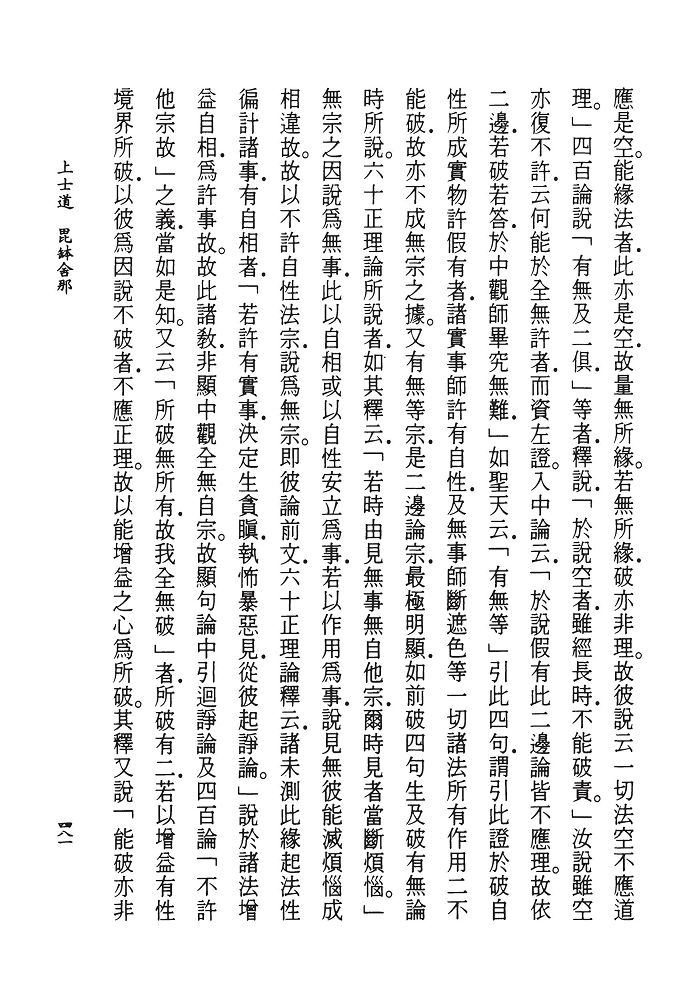 應是空。能緣法者，此亦是空，故量無所緣。若無所緣，破亦非理。故彼說云一切法空不應道
理。」四百論說「有無及二俱，」等者，釋說，「於說空者，雖經長時，不能破責。」汝說雖空
亦復不許，云何能於全無許者，而資左證。入中論云，「於說假有此二邊論皆不應理。故依
二邊，若破若答，於中觀師畢究無難，」如聖天云，「有無等」引此四句，謂引此證於破自
性所成實物許假有者，諸實事師許有自性，及無事師斷遮色等一切諸法所有作用二不
能破，故亦不成無宗之據。又有無等宗，是二邊論宗，最極明顯，如前破四句生及破有無論
時所說。六十正理論所說者，如其釋云，「若時由見無事無自他宗，爾時見者當斷煩惱。」
無宗之因說爲無事，此以自相或以自性安立爲事，若以作用爲事，說見無彼能滅煩惱成
相違故。故以不許自性法宗，說爲無宗。即彼論前文，六十正理論釋云，諸未測此緣起法性
徧計諸事，有自相者，「若許有實事，決定生貪瞋，執怖暴惡見，從彼起諍論。」說於諸法增
益自相，爲許事故。故此諸敎，非顯中觀全無自宗。故顯句論中引迴諍論及四百論「不許
他宗故」之義，當如是知。又云「所破無所有，故我全無破」者，所破有二，若以增益有性
境界所破，以彼爲因說不破者，不應正理。故以能增益之心爲所破。其釋又說「能破亦非
上士道　毘缽舍那
四八一